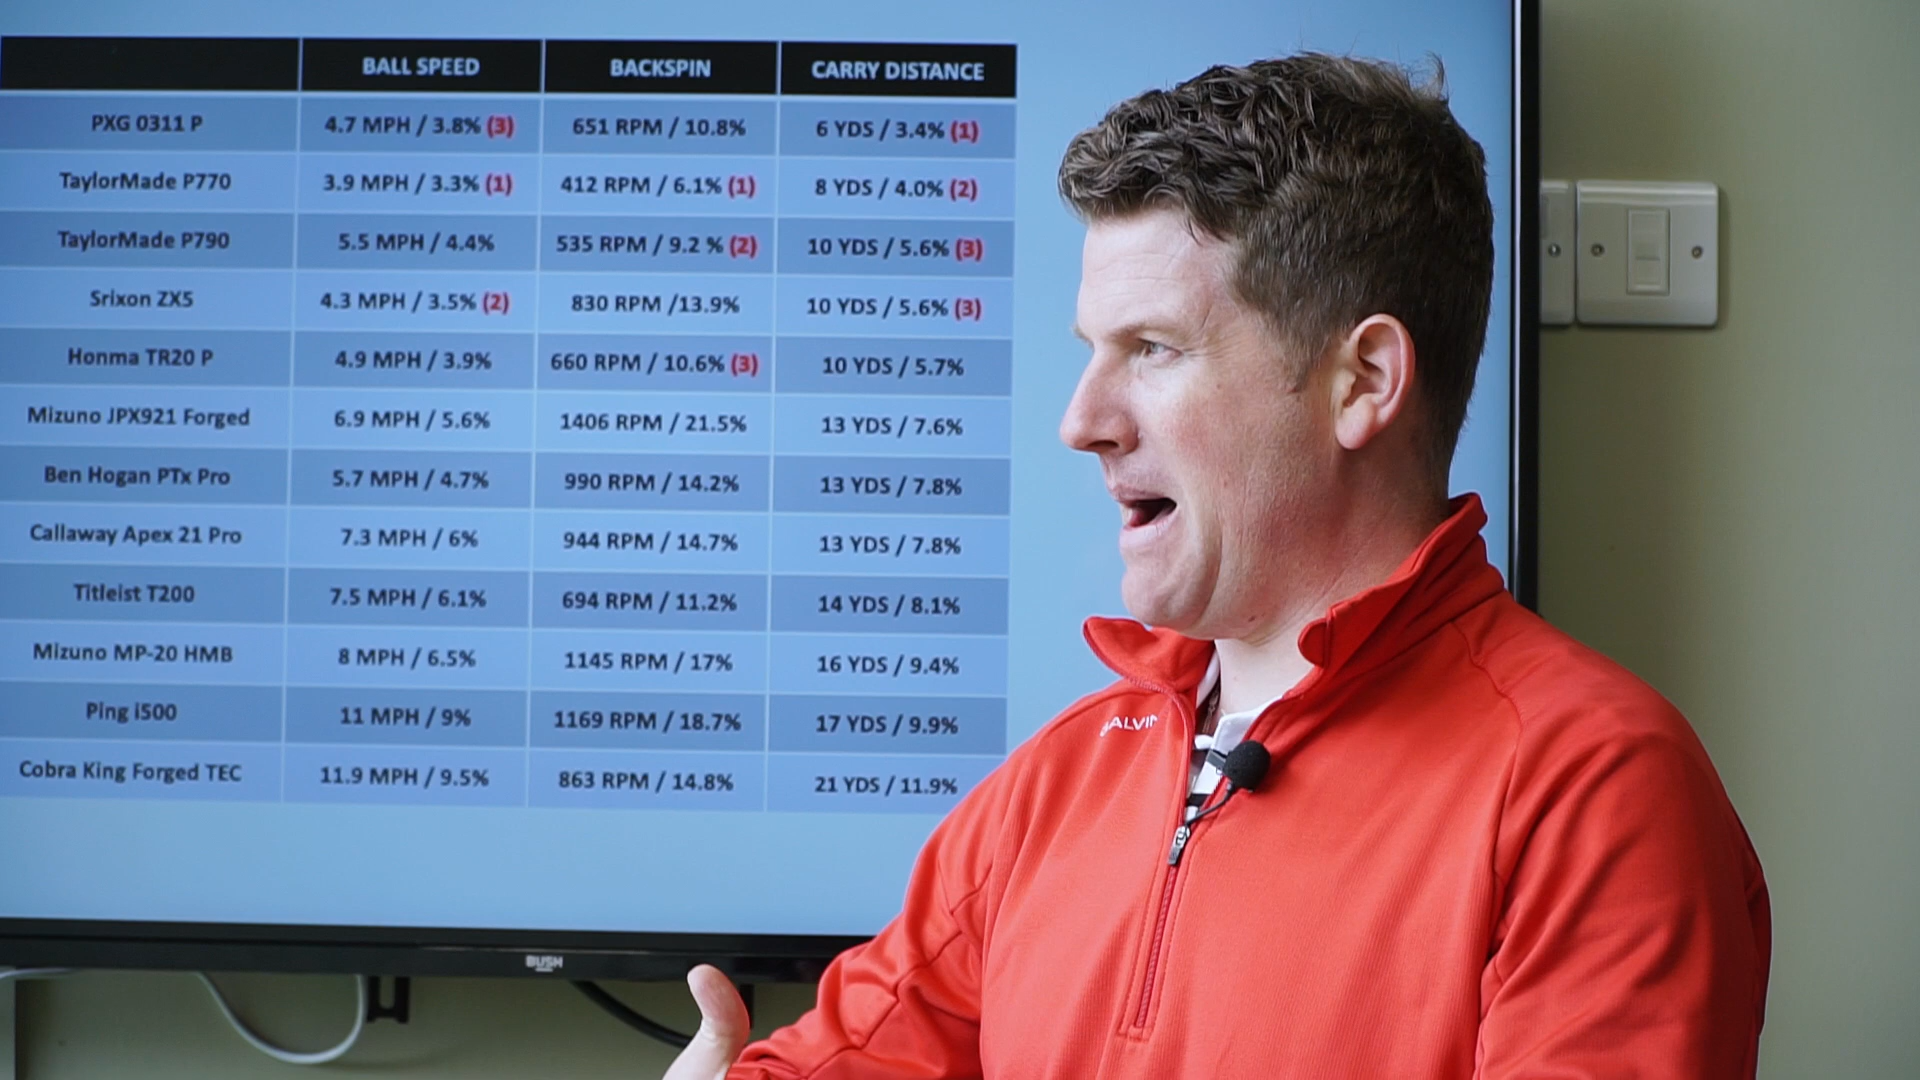 BALL SPEED BACKSPIN CARRY DISTANCE
PXG 0311 P 4.7 MPH / 3.8% (3) 651 RPM / 10.8% 6 YDS / 3.4% (1)
TaylorMade P770 3.9 MPH / 3.3% (1) 412 RPM / 6.1% (1) 8 YDS / 4.0% (2)
TaylorMade P790 5.5 MPH / 4.4% 535 RPM / 9.2 % (2) 10 YDS / 5.6% (3)
Srixon ZX5 4.3 MPH / 3.5% (2) 830 RPM /13.9% 10 YDS / 5.6% (3)
Honma TR20 P 4.9 MPH / 3.9% 660 RPM / 10.6% (3) 10 YDS / 5.7%
Mizuno JPX921 Forged 6.9 MPH / 5.6% 1406 RPM / 21.5% 13 YDS / 7.6%
Ben Hogan PTx Pro 5.7 MPH / 4.7% 990 RPM / 14.2% 13 YDS / 7.8%
Callaway Apex 21 Pro 7.3 MPH / 6% 944 RPM / 14.7% 13 YDS / 7.8%
Titleist T200 7.5 MPH / 6.1% 694 RPM / 11.2% 14 YDS / 8.1%
Mizuno MP-20 HMB 8 MPH / 6.5% 1145 RPM / 17% 16 YDS / 9.4%
Ping i500 11 MPH / 9% 1169 RPM / 18.7% 17 YDS / 9.9%
Cobra King Forged TEC 11.9 MPH / 9.5% 863 RPM / 14.8% 21 YDS / 11.9%
BUSH